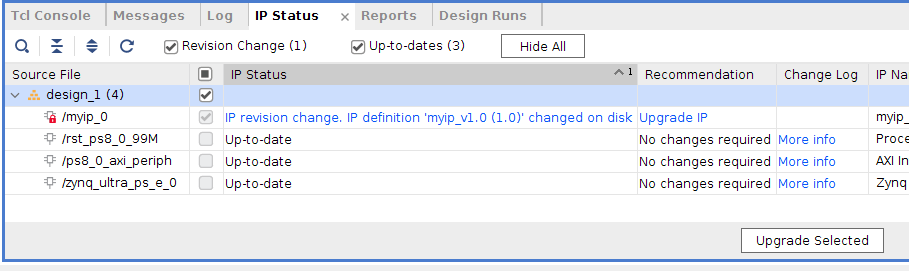 Tcl Console Messages Log IP Status × Reports Design Runs
Revision Change (1) Up-to-dates (3) Hide All
Source File IP Status 1 Recommendation Change Log IP Na
design_1 (4)
/myip_0 IP revision change. IP definition 'myip_v1.0 (1.0)' changed on disk Upgrade IP myip_
/rst_ps8_0_99M Up-to-date No changes required More info Proce
/ps8_0_axi_periph Up-to-date No changes required More info AXI In
/zynq_ultra_ps_e_0 Up-to-date No changes required More info Zynq
Upgrade Selected